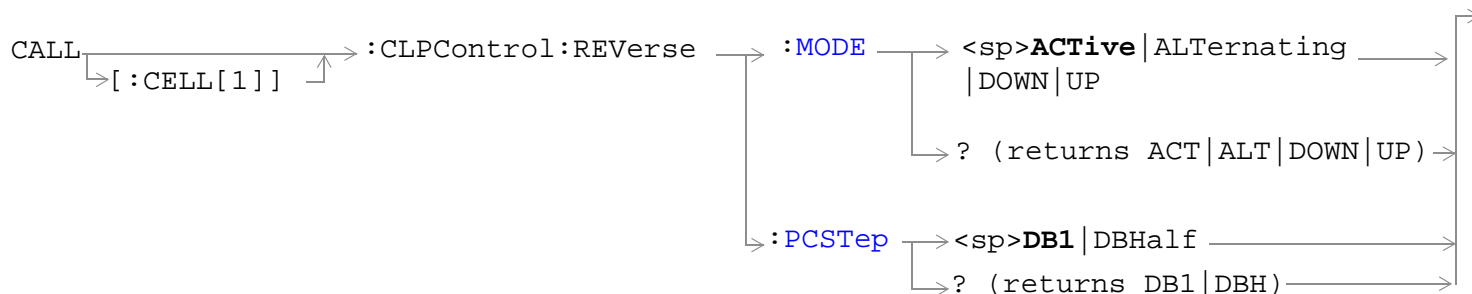 CALL :CLPControl:REVerse :MODE <sp>ACTive|ALTernating
[:CELL[1]] |DOWN|UP
? (returns ACT|ALT|DOWN|UP)
:PCSTep <sp>DB1|DBHalf
? (returns DB1|DBH)